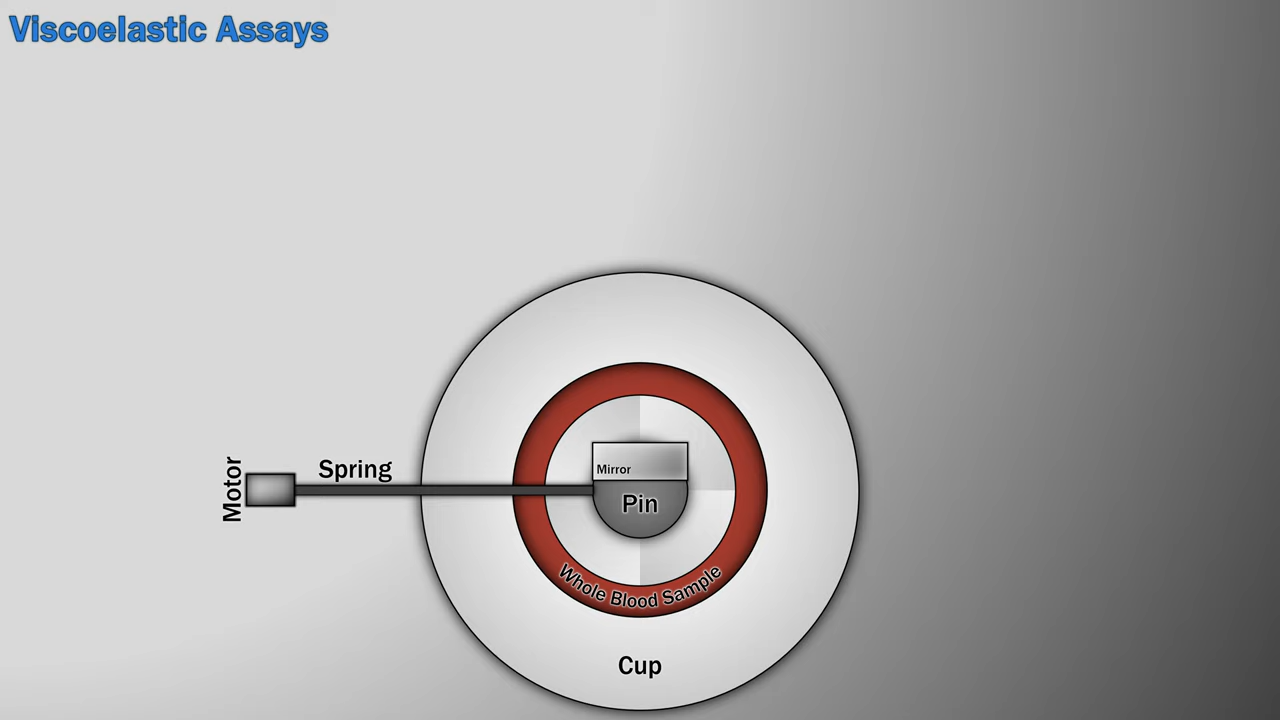 Viscoelastic Assays
Motor
Spring
Mirror
Pin
Whole Blood Sample
Cup